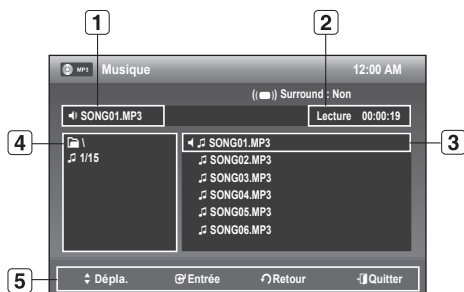 1 2
MP3 Musique 12:00 AM
Surround : Non
SONG01.MP3 Lecture 00:00:19
4 \ SONG01.MP3 3
1/15 SONG02.MP3
SONG03.MP3
SONG04.MP3
SONG05.MP3
SONG06.MP3
5 Dépla. Entrée Retour Quitter